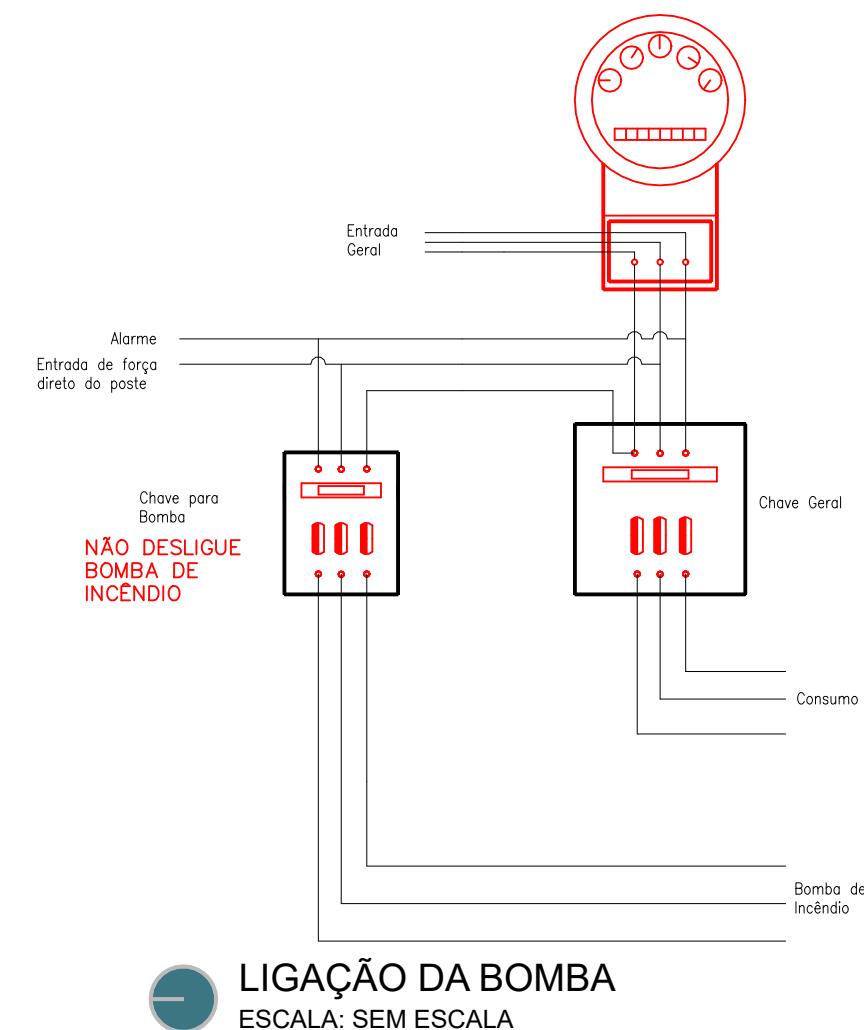 Entrada
Geral
Alarme
Entrada de força
direto do poste
Chave para
Bomba
NÃO DESLIGUE
BOMBA DE
INCÊNDIO
Chave Geral
Consumo
Bomba de
Incêndio
LIGAÇÃO DA BOMBA
ESCALA: SEM ESCALA